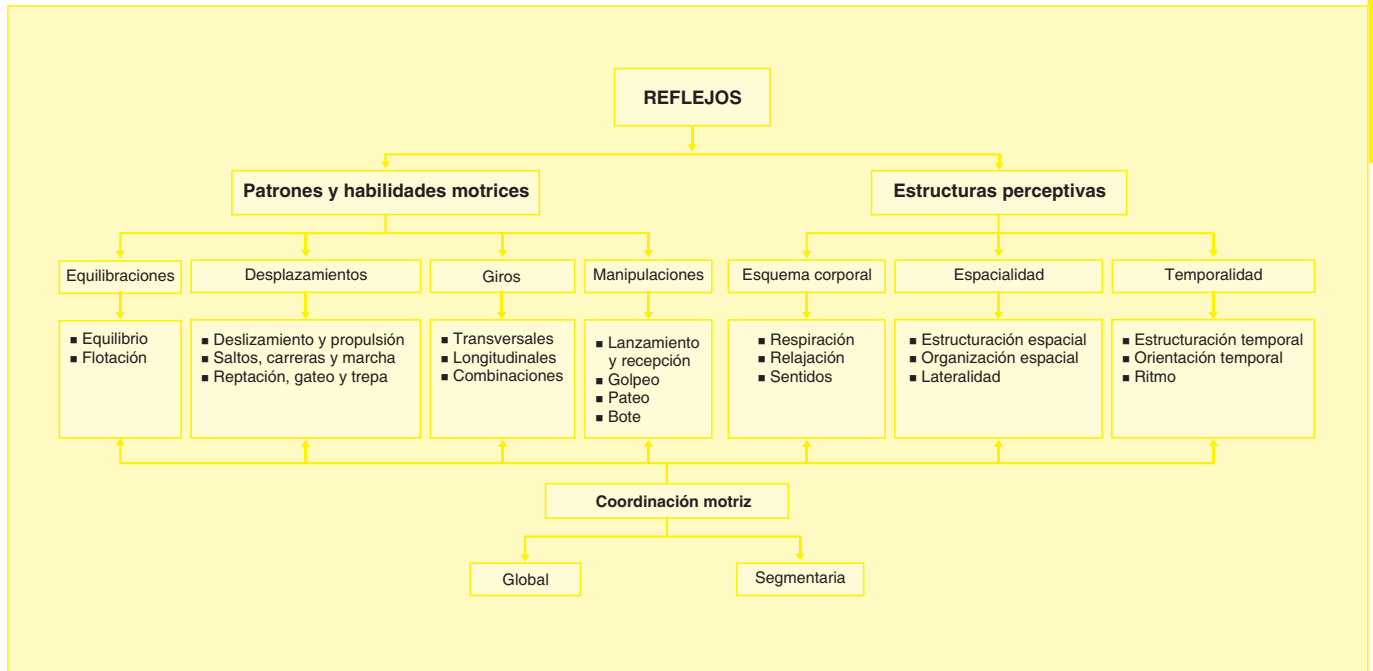 REFLEJOS
Patrones y habilidades motrices
Estructuras perceptivas
Equilibraciones
Desplazamientos
Giros
Manipulaciones
Esquema corporal
Espacialidad
Temporalidad
■ Equilibrio
■ Flotación
■ Deslizamiento y propulsión
■ Saltos, carreras y marcha
■ Reptación, gateo y trepa
■ Transversales
■ Longitudinales
■ Combinaciones
■ Lanzamiento
y recepción
■ Golpeo
■ Pateo
■ Bote
■ Respiración
■ Relajación
■ Sentidos
■ Estructuración espacial
■ Organización espacial
■ Lateralidad
■ Estructuración temporal
■ Orientación temporal
■ Ritmo
Coordinación motriz
Global
Segmentaria